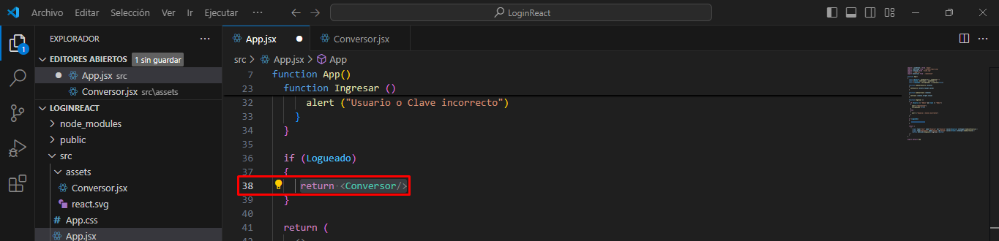 Archivo Editar Selección Ver Ir Ejecutar ··· LoginReact
EXPLORADOR ···
EDITORES ABIERTOS 1 sin guardar
App.jsx src
Conversor.jsx src\assets
LOGINREACT
node_modules
public
src
assets
Conversor.jsx
react.svg
App.css
App.jsx
1
App.jsx Conversor.jsx ···
src > App.jsx > App
7 function App()
23 function Ingresar ()
32 alert ("Usuario o Clave incorrecto")
33 }
34 }
35
36 if (Logueado)
37 {
38 return <Conversor/>
39 }
40
41 return (
42 <>